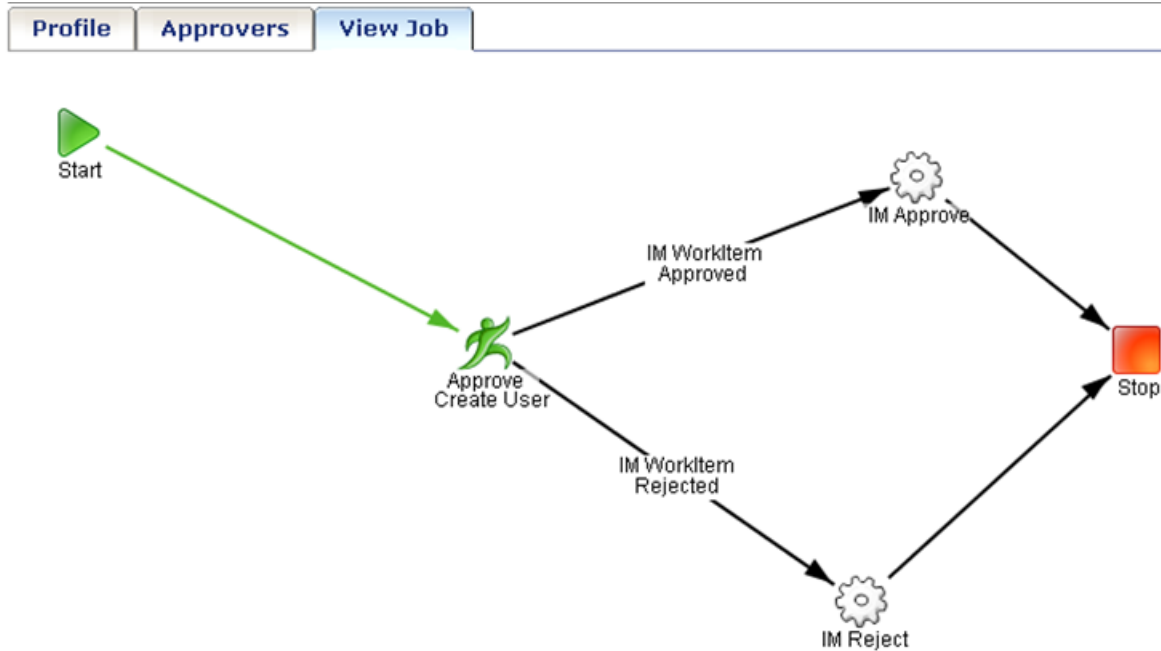 Profile
Approvers
View Job
Start
IM Approve
IM WorkItem
Approved
Approve
Create User
Stop
IM WorkItem
Rejected
IM Reject